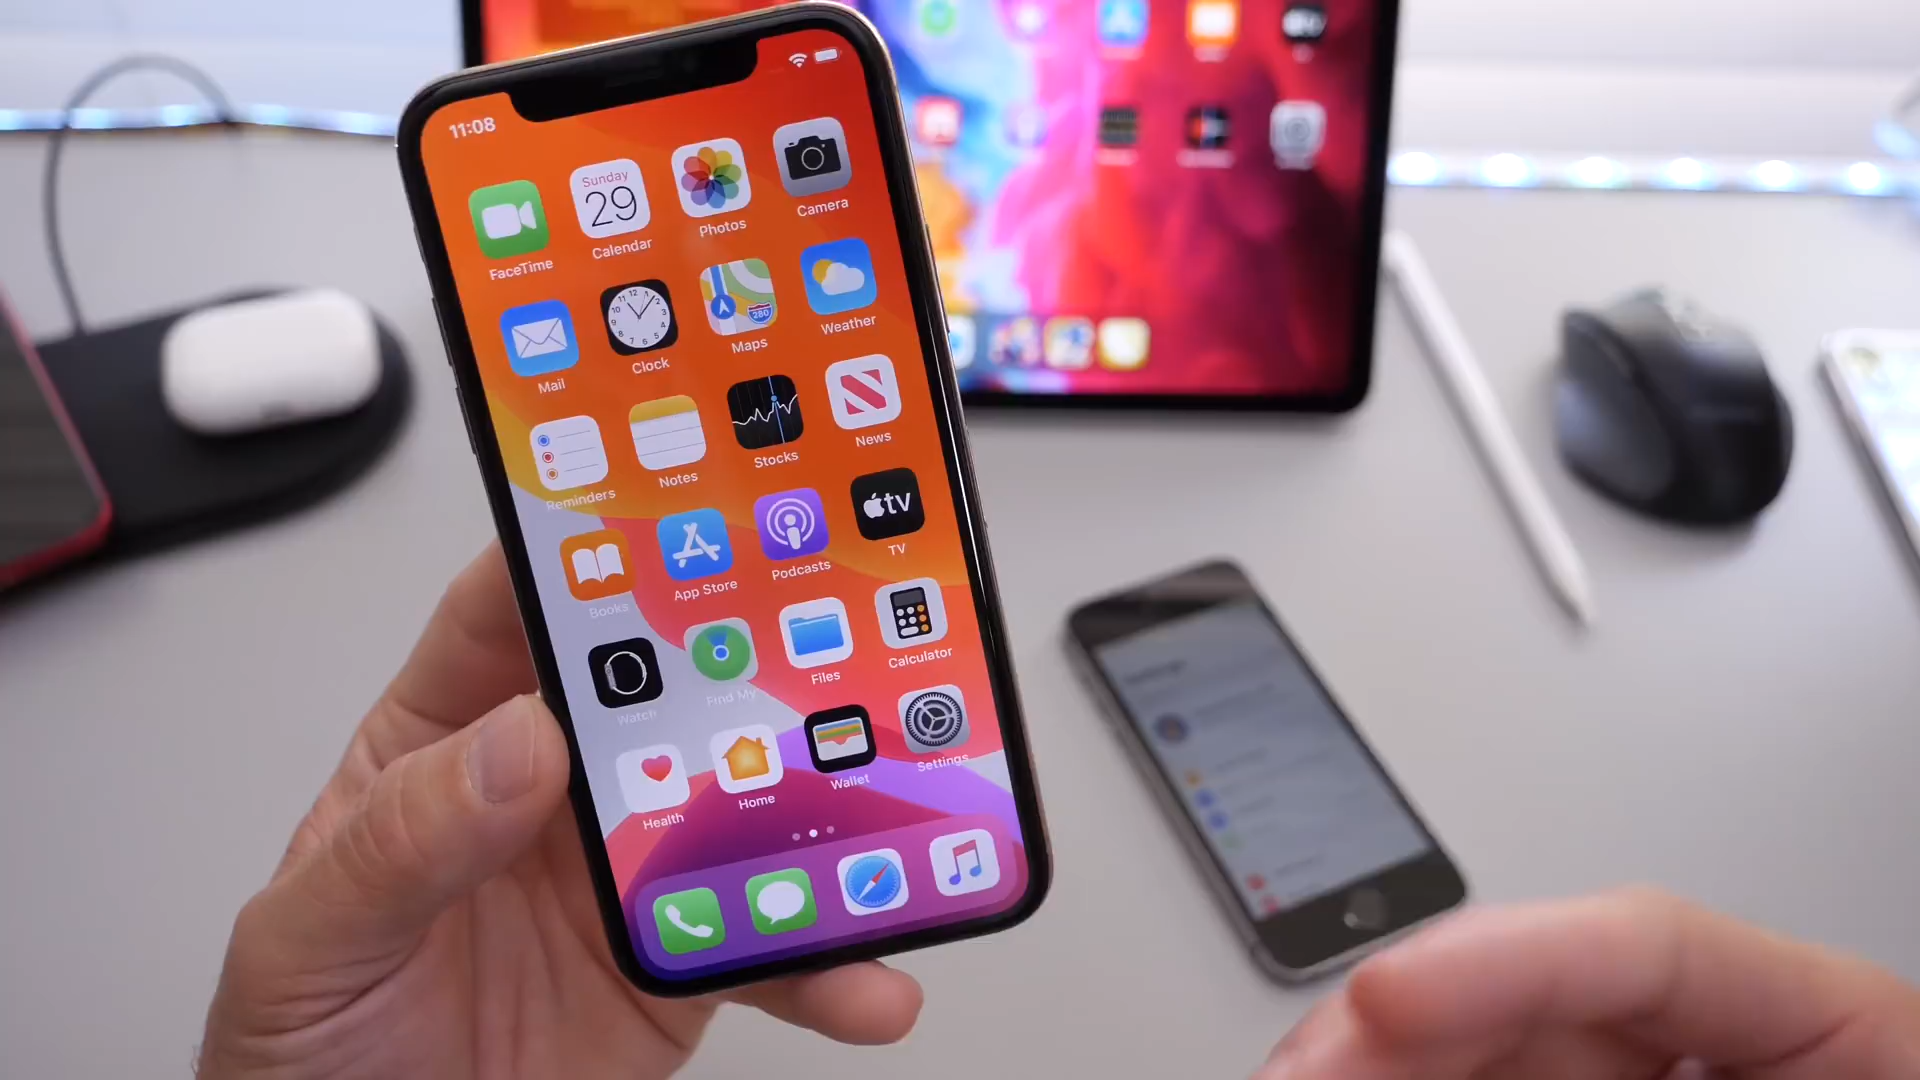 11:08
Sunday
29
FaceTime
Calendar
Photos
Camera
280
Mail
Clock
Maps
Weather
Reminders
Notes
Stocks
News
tv
Books
App Store
Podcasts
TV
Watch
Find My
Files
Calculator
Health
Home
Wallet
Settings